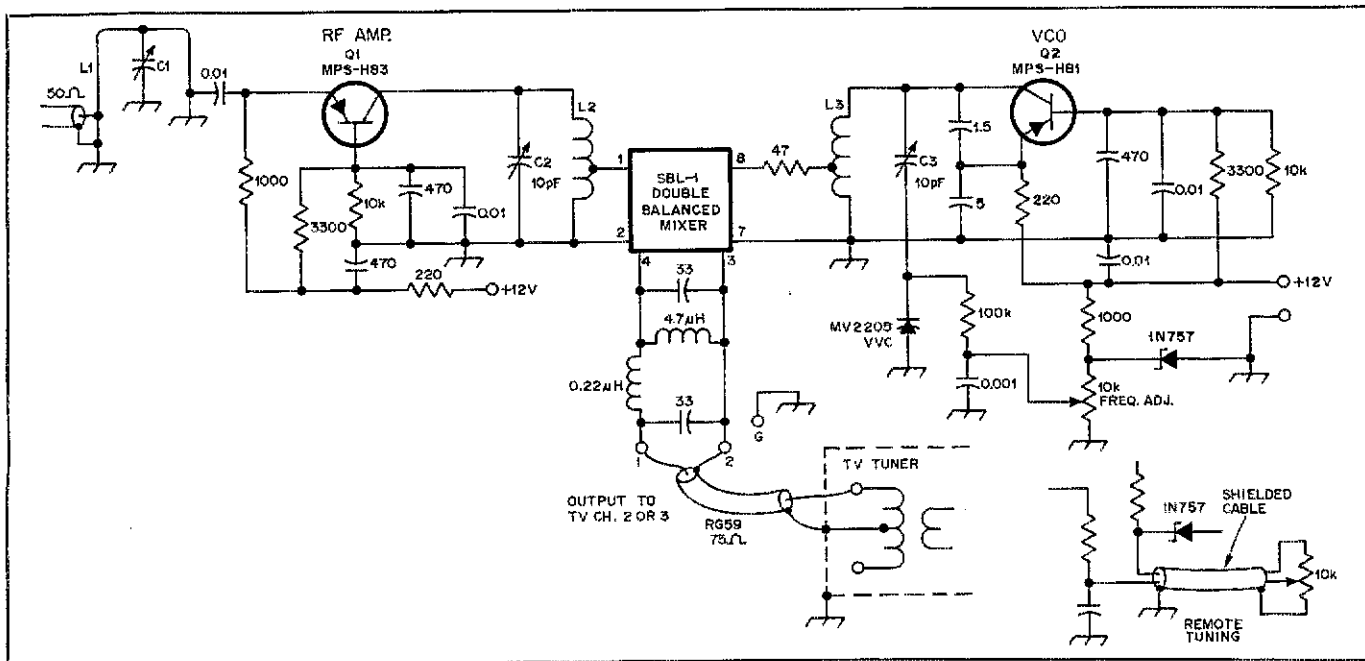 RF AMP.
Q1
MPS-H83
VCO
Q2
MPS-H81
L1
C1
0.01
50Ω
L2
C2
10pF
1000
3300
10k
470
0.01
470
220
+12V
1
2
4
3
8
7
SBL-1
DOUBLE
BALANCED
MIXER
47
L3
C3
10pF
1.5
5
220
470
0.01
3300
10k
0.01
+12V
33
4.7μH
0.22μH
33
1
2
G
MV2209
VVC
100k
0.001
1000
1N757
10k
FREQ. ADJ.
OUTPUT TO
TV CH. 2 OR 3
RG59
75Ω
TV TUNER
1N757
SHIELDED
CABLE
10k
REMOTE
TUNING